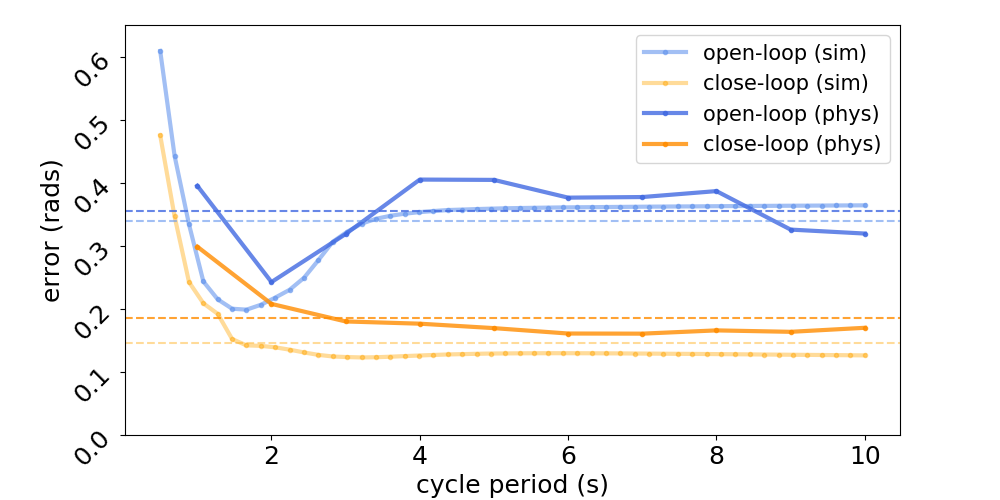 open-loop (sim)
close-loop (sim)
open-loop (phys)
close-loop (phys)
error (rads)
0.6
0.5
0.4
0.3
0.2
0.1
0.0
2 4 6 8 10
cycle period (s)